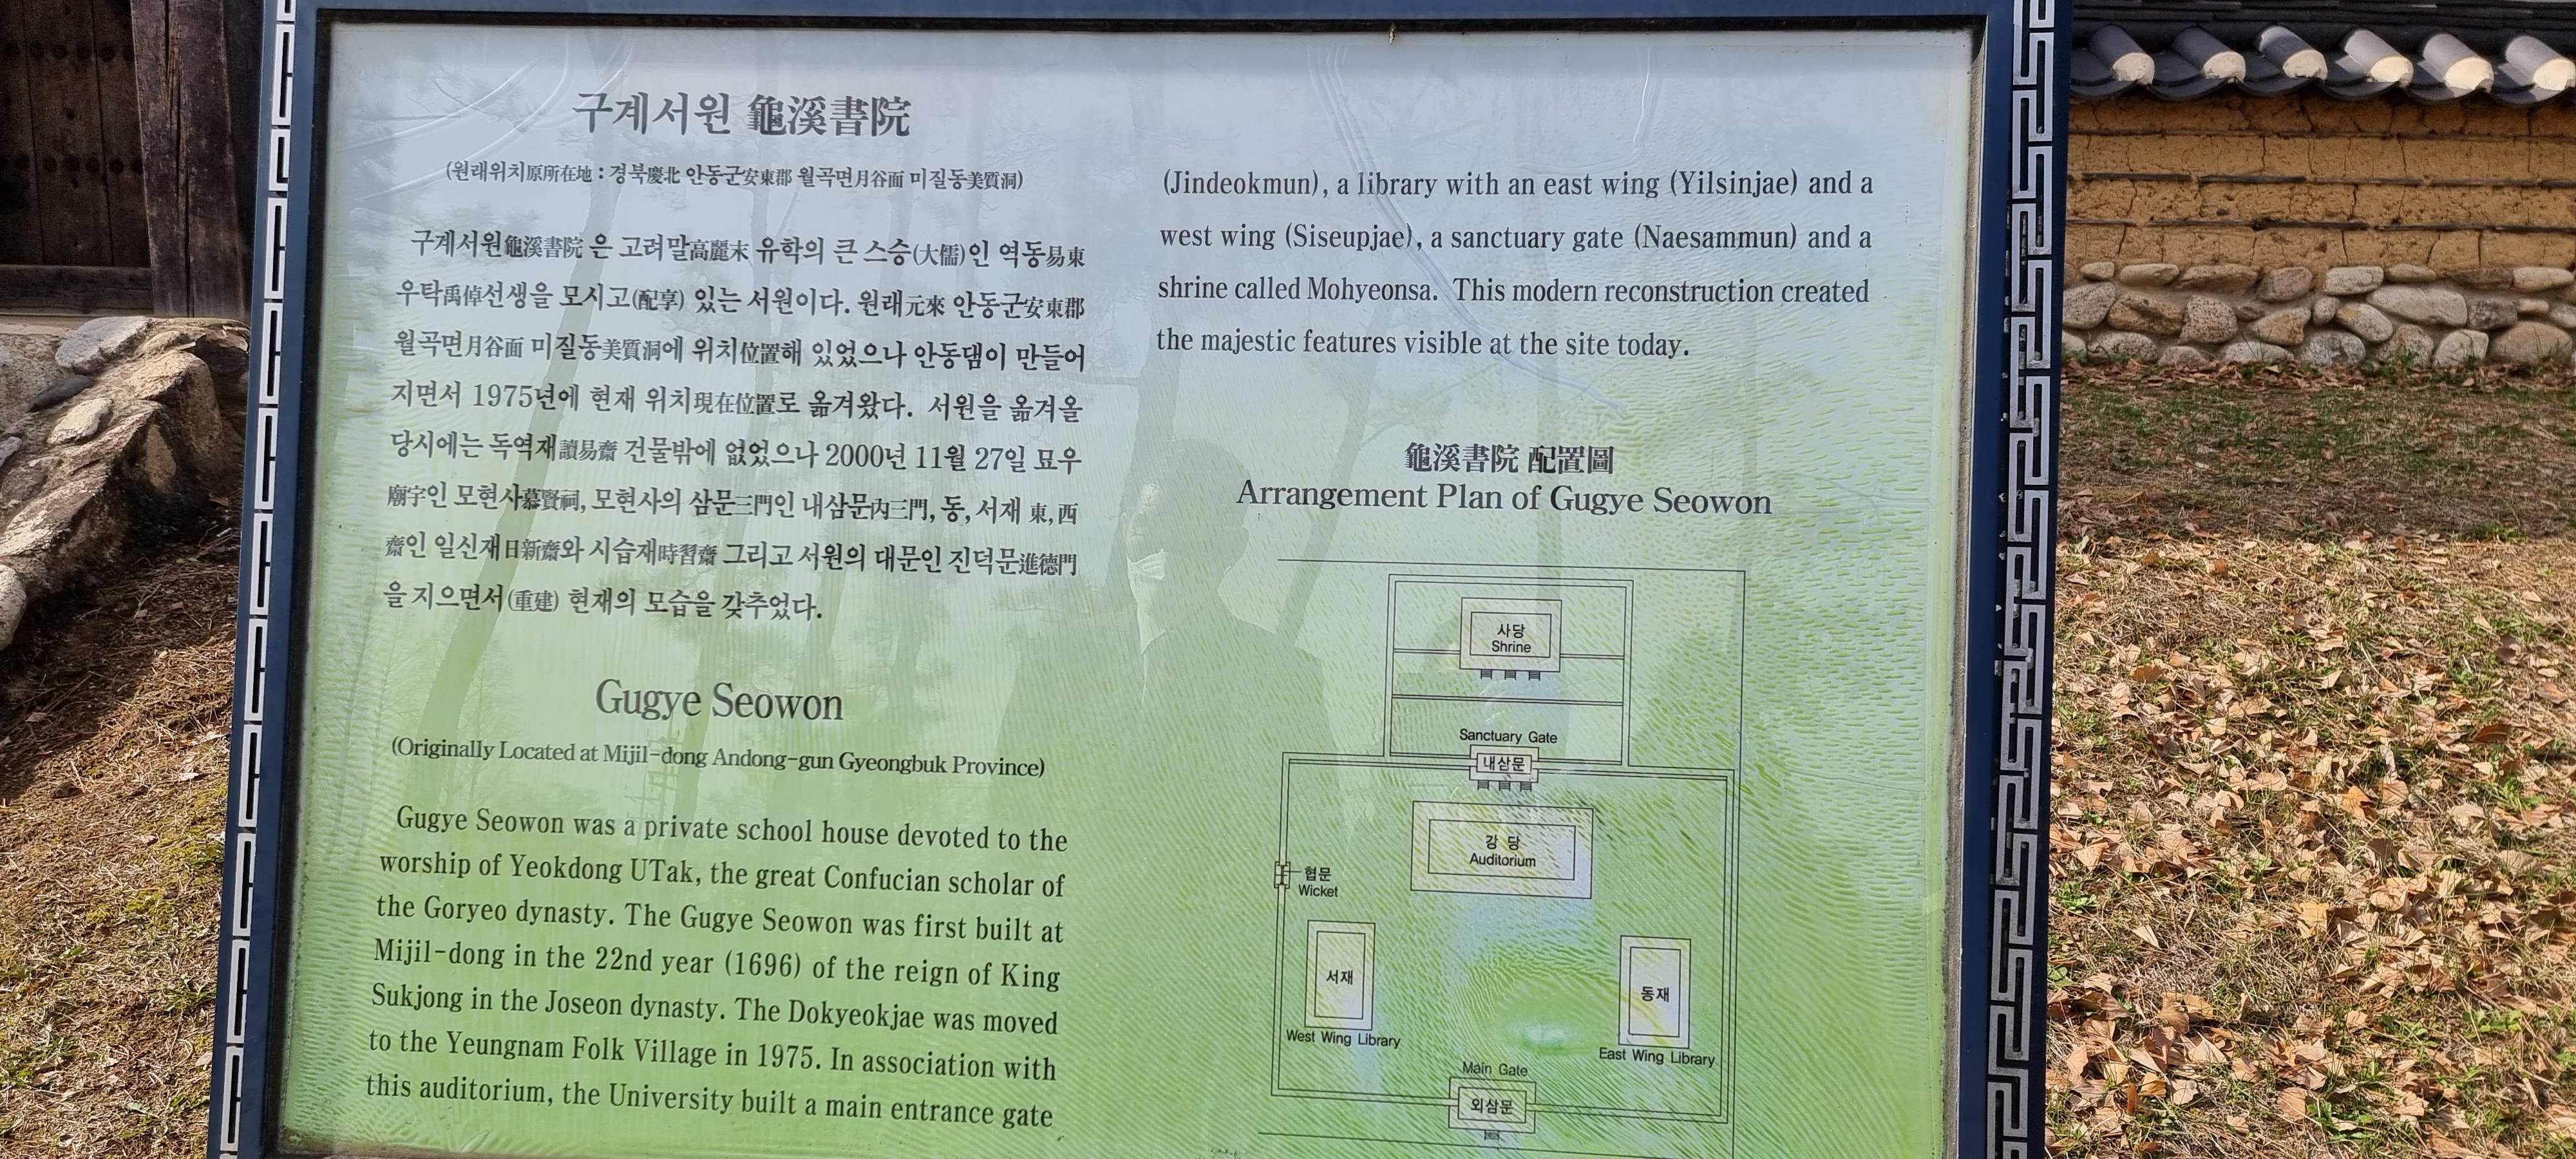 구계서원 龜溪書院
(원래위치原所在地 : 경북慶北 안동군安東郡 월곡면月谷面 미질동美質洞)
구계서원龜溪書院 은 고려말高麗末 유학의 큰 스승(大儒)인 역동易東
우탁禹倬선생을 모시고(配享) 있는 서원이다. 원래元來 안동군安東郡
월곡면月谷面 미질동美質洞에 위치位置해 있었으나 안동댐이 만들어
지면서 1975년에 현재 위치現在位置로 옮겨왔다. 서원을 옮겨올
당시에는 독역재讀易齋 건물밖에 없었으나 2000년 11월 27일 묘우
廟宇인 모현사慕賢祠, 모현사의 삼문三門인 내삼문內三門, 동, 서재 東, 西
齋인 일신재日新齋와 시습재時習齋 그리고 서원의 대문인 진덕문進德門
을 지으면서(重建) 현재의 모습을 갖추었다.
Gugye Seowon
(Originally Located at Mijil-dong Andong-gun Gyeongbuk Province)
Gugye Seowon was a private school house devoted to the
worship of Yeokdong UTak, the great Confucian scholar of
the Goryeo dynasty. The Gugye Seowon was first built at
Mijil-dong in the 22nd year (1696) of the reign of King
Sukjong in the Joseon dynasty. The Dokyeokjae was moved
to the Yeungnam Folk Village in 1975. In association with
this auditorium, the University built a main entrance gate
(Jindeokmun), a library with an east wing (Yilsinjae) and a
west wing (Siseupjae), a sanctuary gate (Naesammun) and a
shrine called Mohyeonsa. This modern reconstruction created
the majestic features visible at the site today.
龜溪書院 配置圖
Arrangement Plan of Gugye Seowon
사당
Shrine
Sanctuary Gate
내삼문
강 당
Auditorium
협문
Wicket
서재
West Wing Library
동재
East Wing Library
Main Gate
외삼문